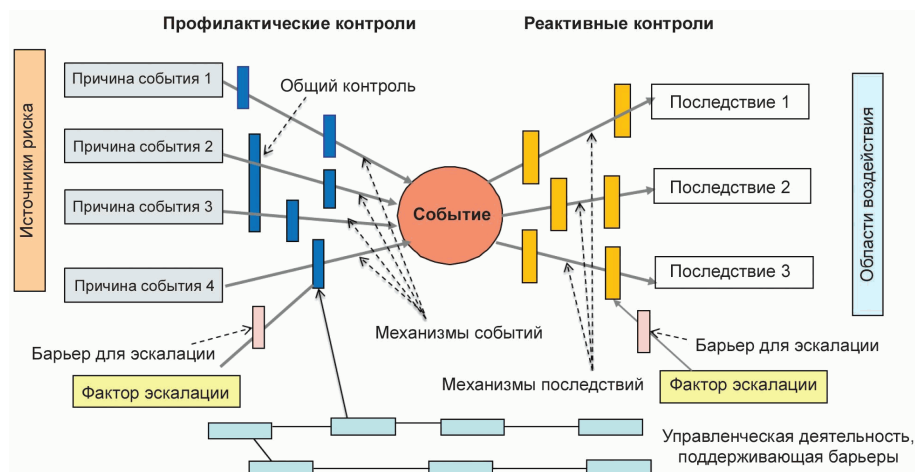 Профилактические контроли
Реактивные контроли
Источники риска
Причина события 1
Причина события 2
Причина события 3
Причина события 4
Общий контроль
Событие
Последствие 1
Последствие 2
Последствие 3
Области воздействия
Механизмы событий
Барьер для эскалации
Барьер для эскалации
Механизмы последствий
Фактор эскалации
Фактор эскалации
Управленческая деятельность,
поддерживающая барьеры